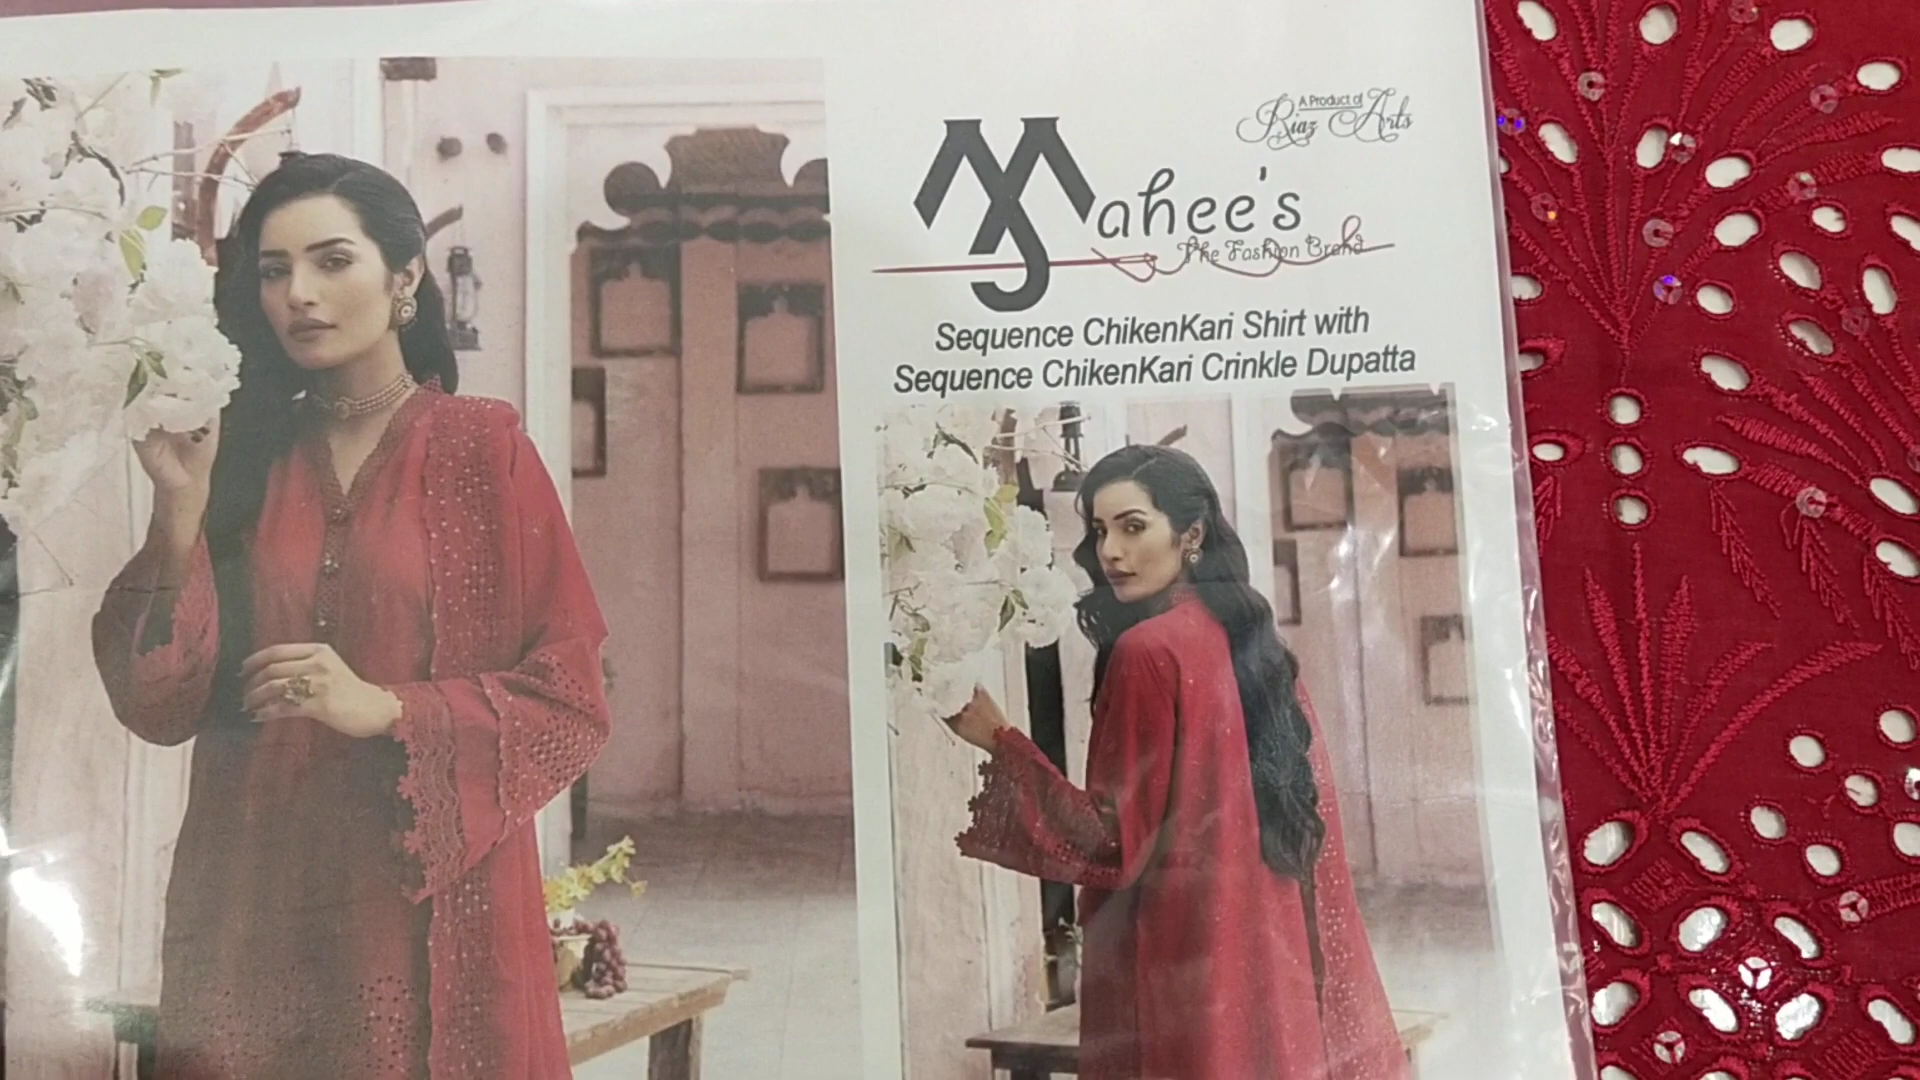 A Product of
Riaz Arts
Mahee's
The Fashion Brand
Sequence ChikenKari Shirt with
Sequence ChikenKari Crinkle Dupatta